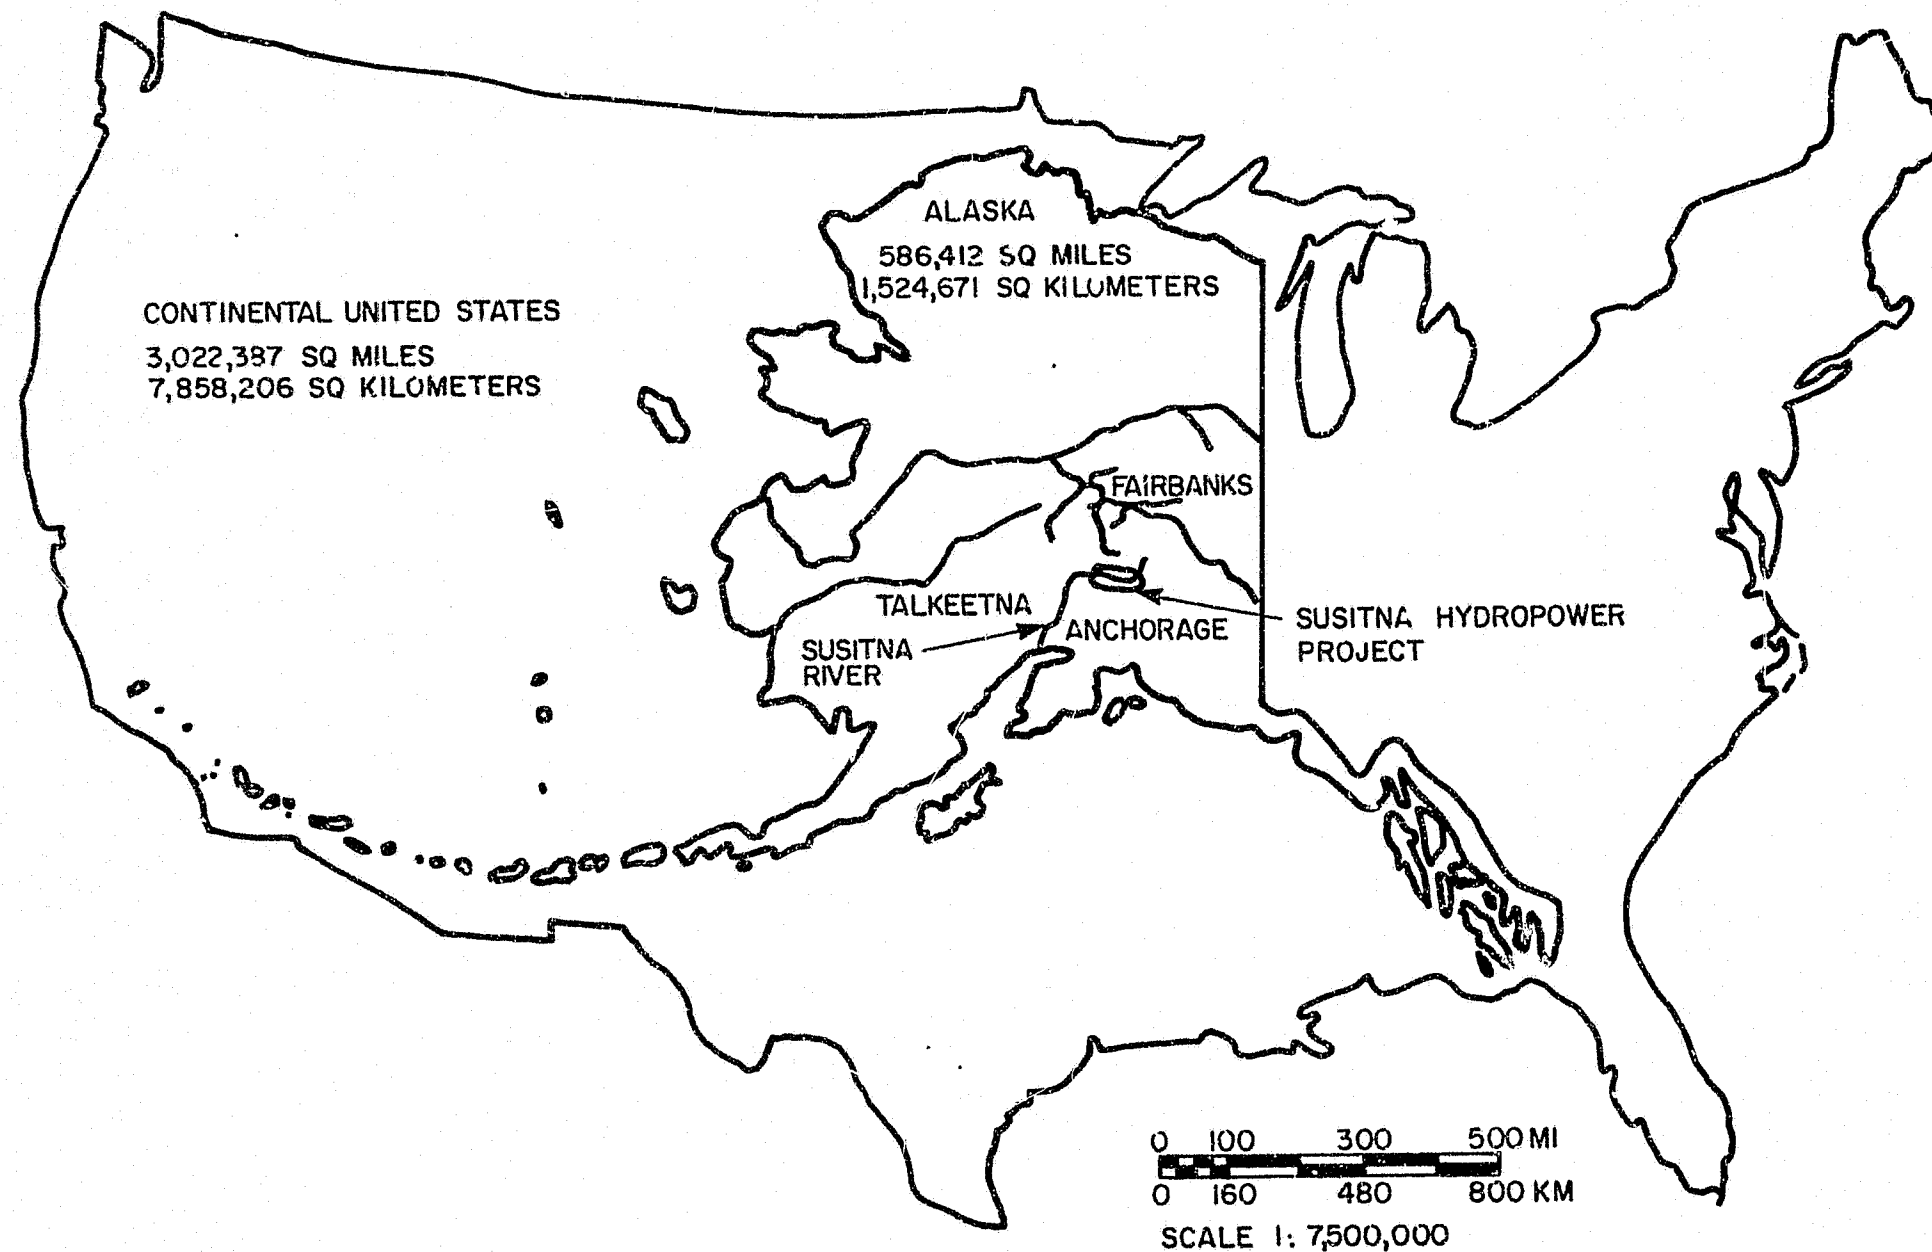 ALASKA
586,412 SQ MILES
1,524,671 SQ KILOMETERS
CONTINENTAL UNITED STATES
3,022,387 SQ MILES
7,858,206 SQ KILOMETERS
FAIRBANKS
TALKEETNA
ANCHORAGE
SUSITNA
RIVER
SUSITNA HYDROPOWER
PROJECT
0 100 300 500 MI
0 160 480 800 KM
SCALE 1: 7,500,000